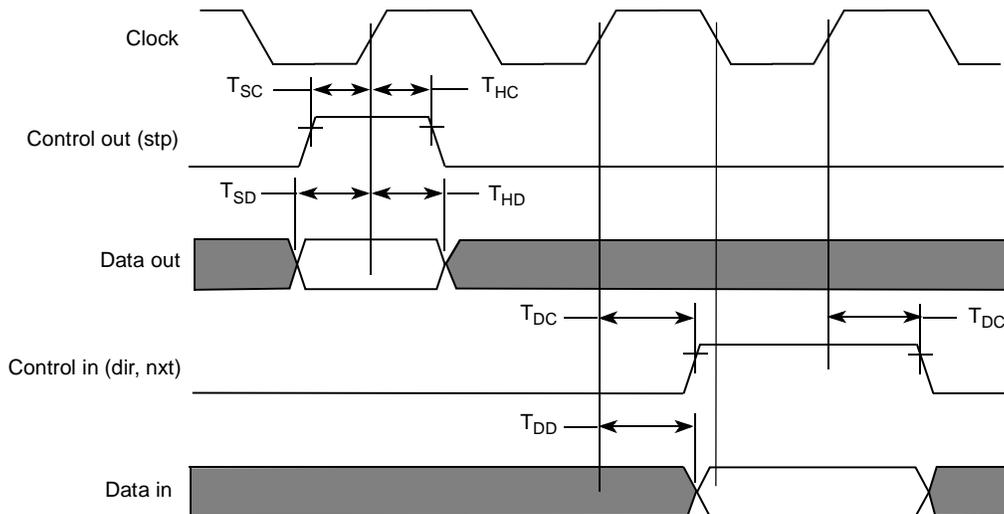 Clock
T_SC
T_HC
Control out (stp)
T_SD
T_HD
Data out
T_DC
T_DC
Control in (dir, nxt)
T_DD
Data in